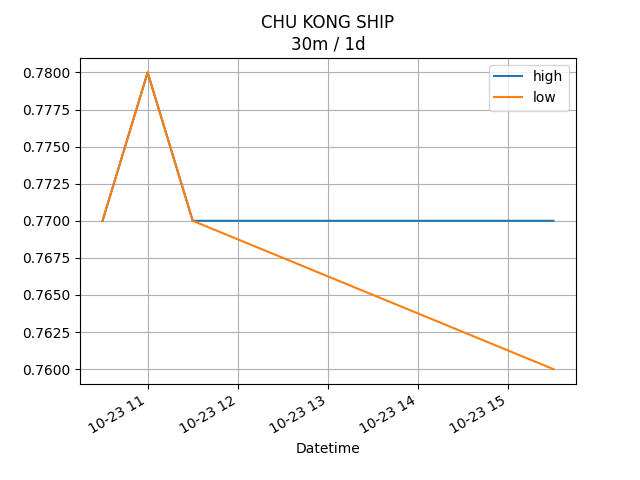 CHU KONG SHIP
30m / 1d
high
low
0.7800
0.7775
0.7750
0.7725
0.7700
0.7675
0.7650
0.7625
0.7600
10-23 11
10-23 12
10-23 13
10-23 14
10-23 15
Datetime